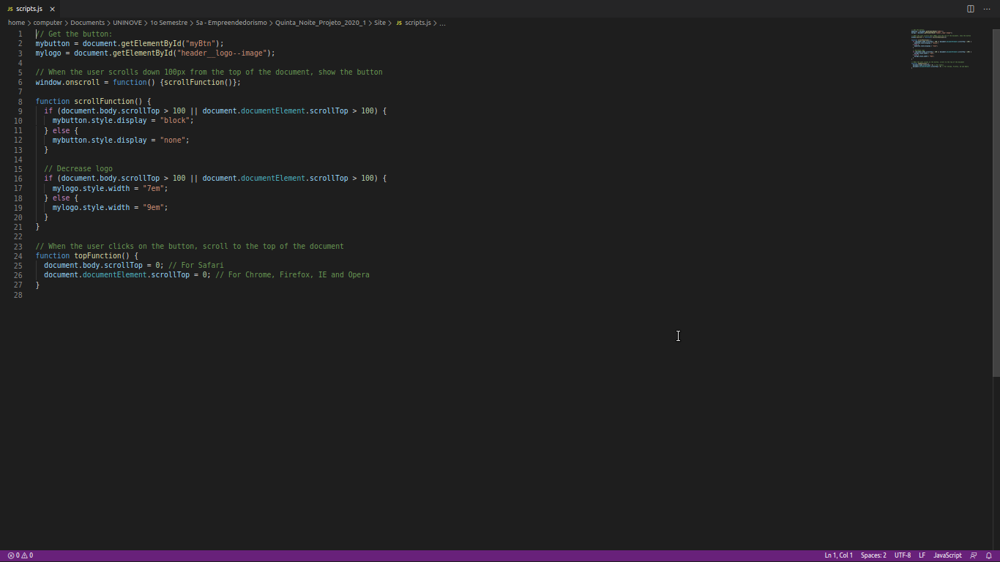 JS scripts.js ×
home > computer > Documents > UNINOVE > 1o Semestre > 5a - Empreendedorismo > Quinta_Noite_Projeto_2020_1 > Site > JS scripts.js > ...
1 // Get the button:
2 mybutton = document.getElementById("myBtn");
3 mylogo = document.getElementById("header__logo--image");
4
5 // When the user scrolls down 100px from the top of the document, show the button
6 window.onscroll = function() {scrollFunction()};
7
8 function scrollFunction() {
9   if (document.body.scrollTop > 100 || document.documentElement.scrollTop > 100) {
10     mybutton.style.display = "block";
11   } else {
12     mybutton.style.display = "none";
13   }
14
15   // Decrease logo
16   if (document.body.scrollTop > 100 || document.documentElement.scrollTop > 100) {
17     mylogo.style.width = "7em";
18   } else {
19     mylogo.style.width = "9em";
20   }
21 }
22
23 // When the user clicks on the button, scroll to the top of the document
24 function topFunction() {
25   document.body.scrollTop = 0; // For Safari
26   document.documentElement.scrollTop = 0; // For Chrome, Firefox, IE and Opera
27 }
28
0 0 Ln 1, Col 1 Spaces: 2 UTF-8 LF JavaScript